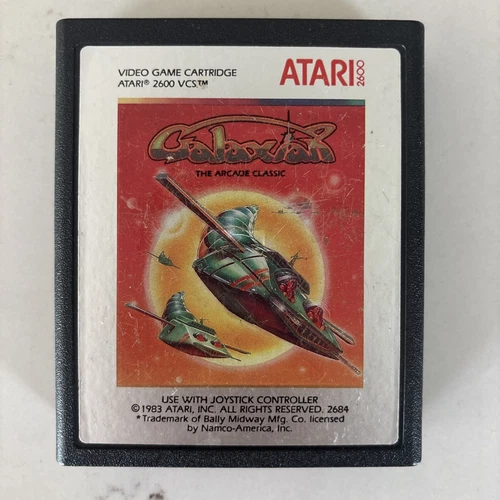 VIDEO GAME CARTRIDGE
ATARI® 2600 VCS™
ATARI 2600
Galaxian
THE ARCADE CLASSIC
USE WITH JOYSTICK CONTROLLER
©1983 ATARI, INC. ALL RIGHTS RESERVED. 2684
*Trademark of Bally Midway Mfg. Co. licensed
by Namco-America, Inc.